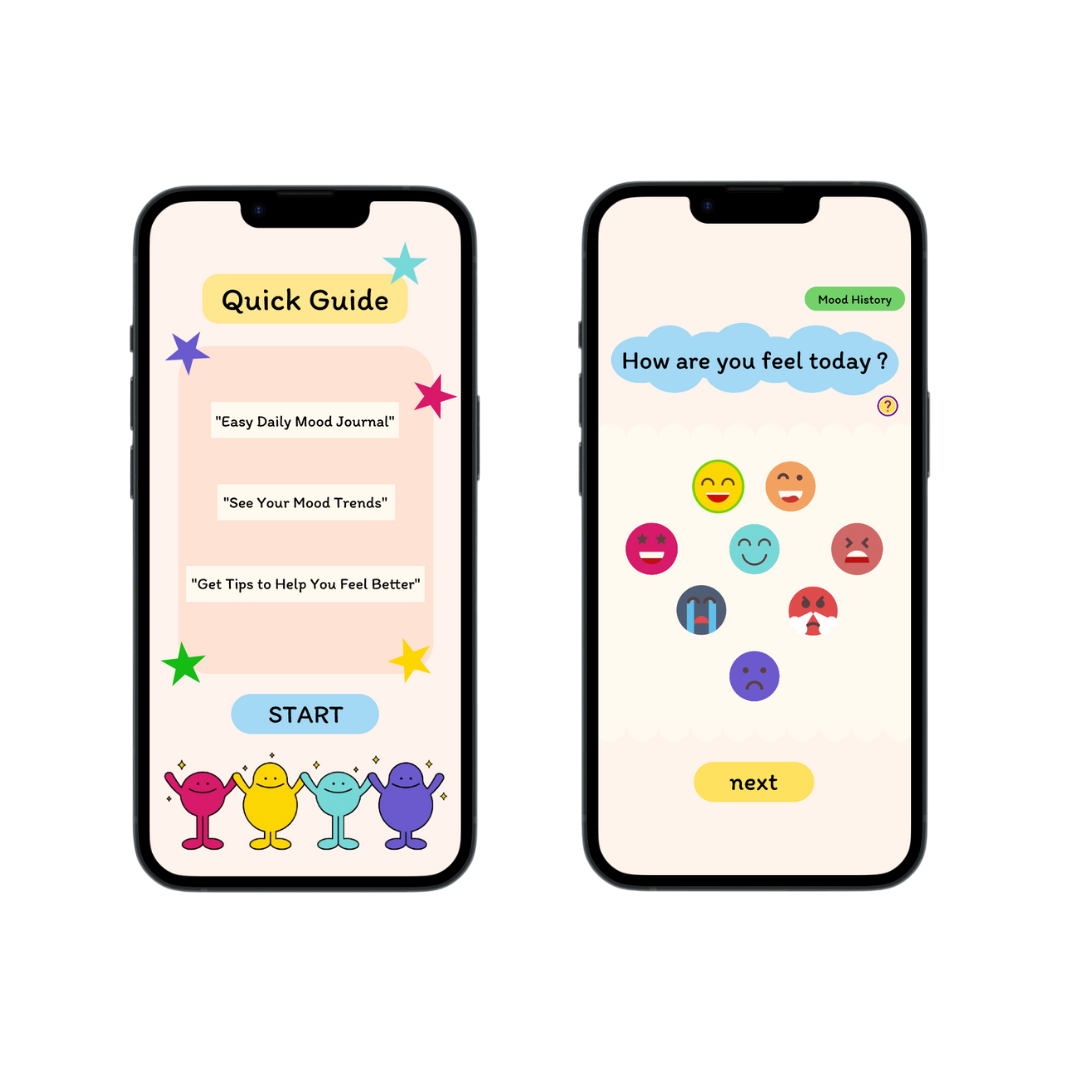 Quick Guide
"Easy Daily Mood Journal"
"See Your Mood Trends"
"Get Tips to Help You Feel Better"
START
Mood History
How are you feel today ?
?
next